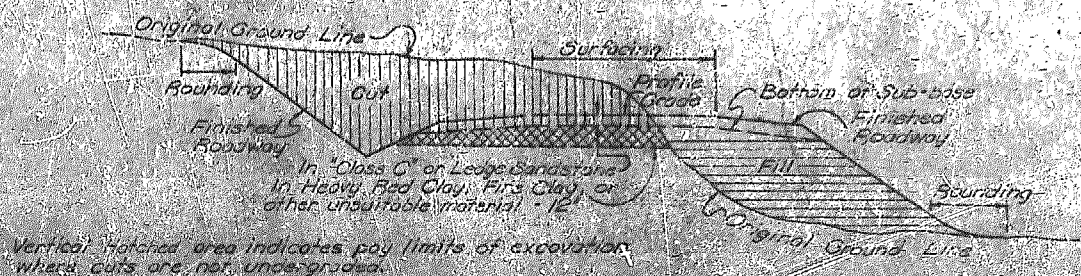 Original Ground Line
Surfacing
Rounding
Cut
Profile
Grade
Bottom of Sub-base
Finished
Roadway
Finished
Roadway
In "Class C" or Ledge Sandstone
In Heavy Red Clay, Fire Clay, or
other unsuitable material - 12"
Fill
Rounding
Original Ground Line
Vertical hatched area indicates pay limits of excavation
where cuts are not undergraded.